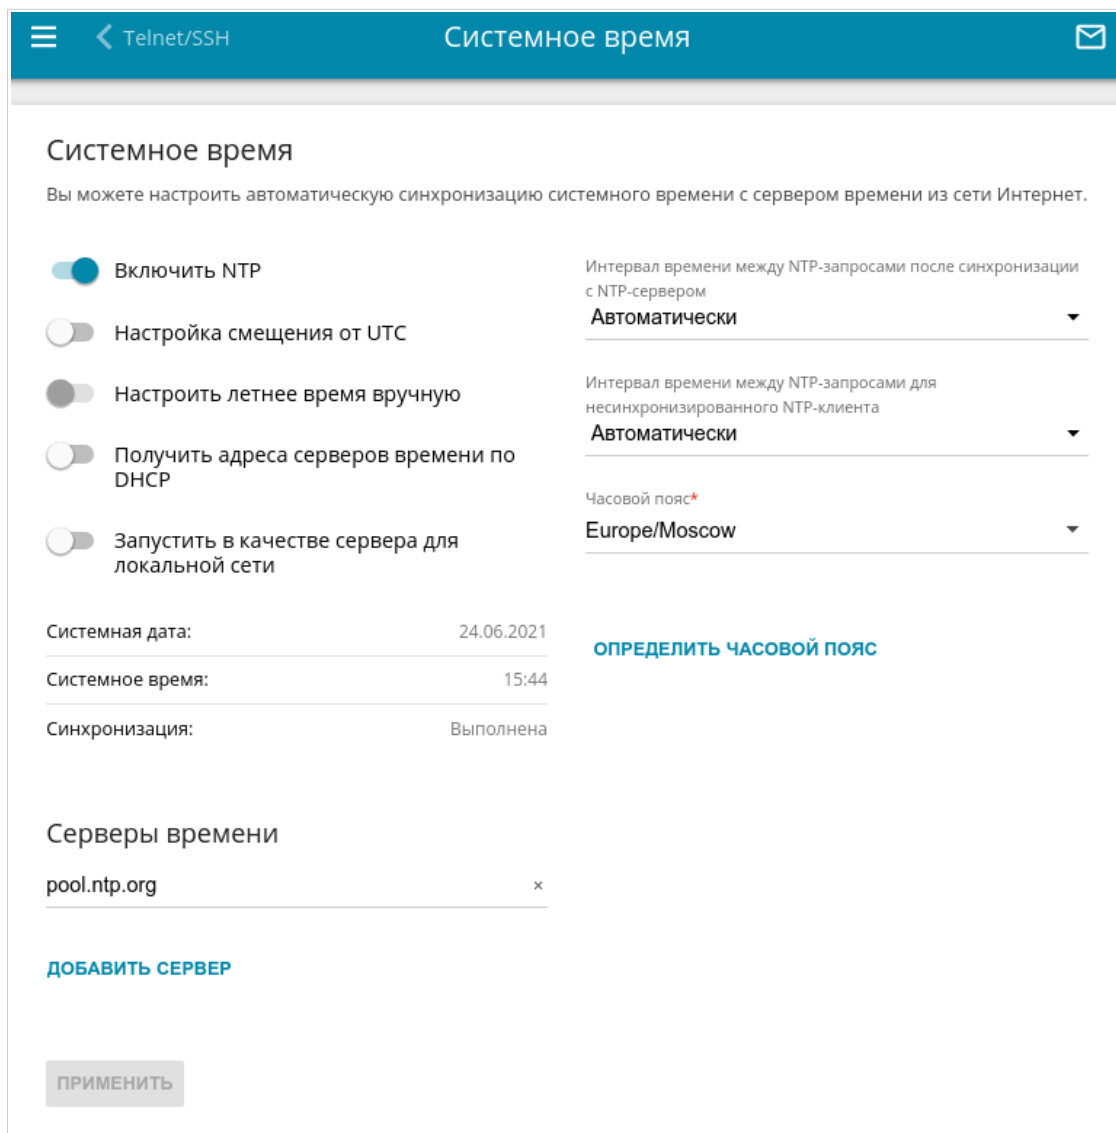 Telnet/SSH
Системное время
Системное время
Вы можете настроить автоматическую синхронизацию системного времени с сервером времени из сети Интернет.
Включить NTP
Настройка смещения от UTC
Настроить летнее время вручную
Получить адреса серверов времени по
DHCP
Запустить в качестве сервера для
локальной сети
Интервал времени между NTP-запросами после синхронизации
с NTP-сервером
Автоматически
Интервал времени между NTP-запросами для
несинхронизированного NTP-клиента
Автоматически
Часовой пояс*
Europe/Moscow
Системная дата: 24.06.2021
Системное время: 15:44
Синхронизация: Выполнена
ОПРЕДЕЛИТЬ ЧАСОВОЙ ПОЯС
Серверы времени
pool.ntp.org ×
ДОБАВИТЬ СЕРВЕР
ПРИМЕНИТЬ